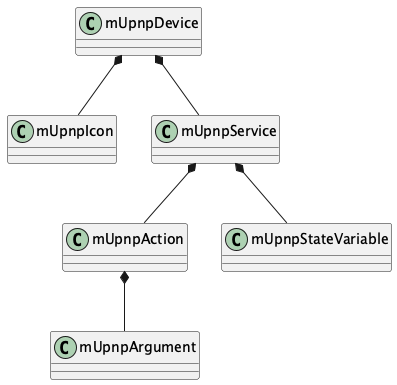 C mUpnpDevice
C mUpnpIcon
C mUpnpService
C mUpnpAction
C mUpnpStateVariable
C mUpnpArgument